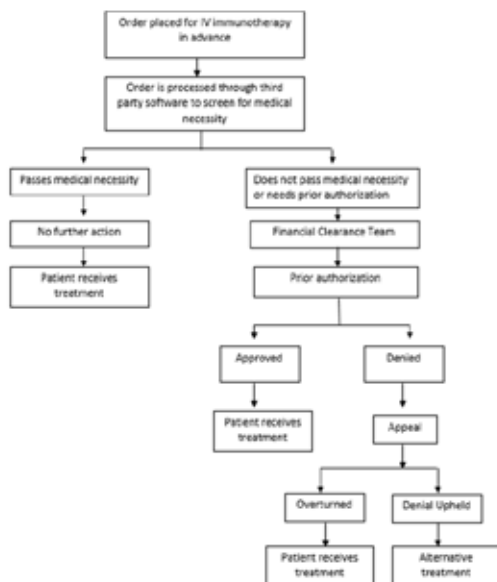 Order placed for IV immunotherapy
in advance
Order is processed through third
party software to screen for medical
necessity
Passes medical necessity
Does not pass medical necessity
or needs prior authorization
No further action
Financial Clearance Team
Patient receives
treatment
Prior authorization
Approved
Denied
Patient receives
treatment
Appeal
Overturned
Denial Upheld
Patient receives
treatment
Alternative
treatment